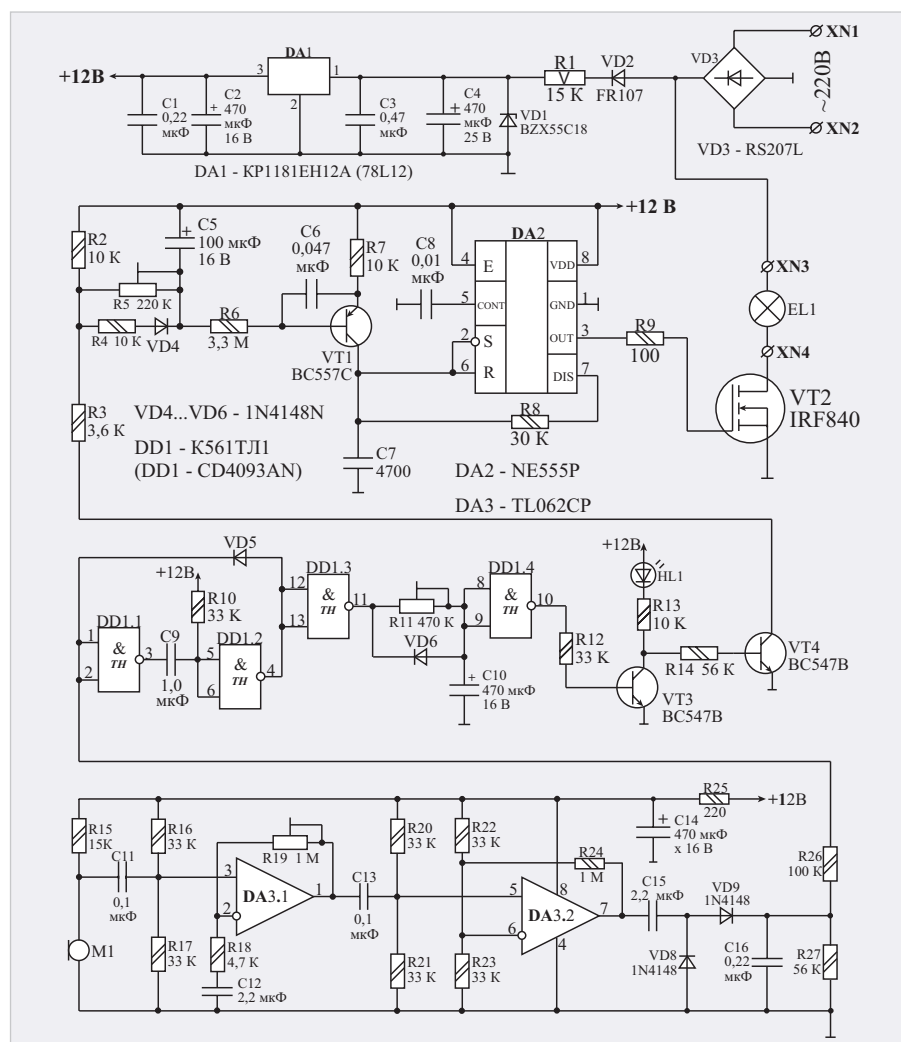 XN1
DA1
+12В
3
1
2
R1
15 К
VD2
FR107
VD3
~220В
XN2
VD3 - RS207L
C1
0,22
мкФ
C2
470
мкФ
16 В
+
C3
0,47
мкФ
C4
+
470
мкФ
25 В
VD1
BZX55C18
DA1 - КР1181ЕН12А (78L12)
+12 В
R2
10 К
C5
+
100 мкФ
16 В
C6
0,047
мкФ
R7
10 К
C8
0,01
мкФ
DA2
4
E
VDD
8
5
CONT
GND
1
2
S
OUT
3
6
R
DIS
7
R5 220 К
R4 10 К
VD4
R6
3,3 М
VT1
BC557C
R9
100
XN3
EL1
XN4
VT2
IRF840
R8
30 К
R3
3,6 К
VD4...VD6 - 1N4148N
DD1 - К561ТЛ1
(DD1 - CD4093AN)
C7
4700
DA2 - NE555P
DA3 - TL062CP
VD5
+12В
R10
33 К
DD1.1
1
2
&
TH
3
C9
1,0
мкФ
DD1.2
5
6
&
TH
4
DD1.3
12
13
&
TH
11
R11 470 К
VD6
C10
+
470 мкФ
16 В
DD1.4
8
9
&
TH
10
R12
33 К
+12В
HL1
R13
10 К
R14 56 К
VT3
BC547B
VT4
BC547B
R15
15К
C11
0,1
мкФ
R16
33 К
R17
33 К
M1
R19 1 М
3
DA3.1
1
2
R18
4,7 К
C12
2,2 мкФ
C13
0,1
мкФ
R20
33 К
R21
33 К
R22
33 К
R23
33 К
R24
1 М
5
8
DA3.2
7
6
4
R25
220
+12В
C14
+
470 мкФ
х 16 В
C15
2,2 мкФ
VD9
1N4148
VD8
1N4148
C16
0,22
мкФ
R26
100 К
R27
56 К